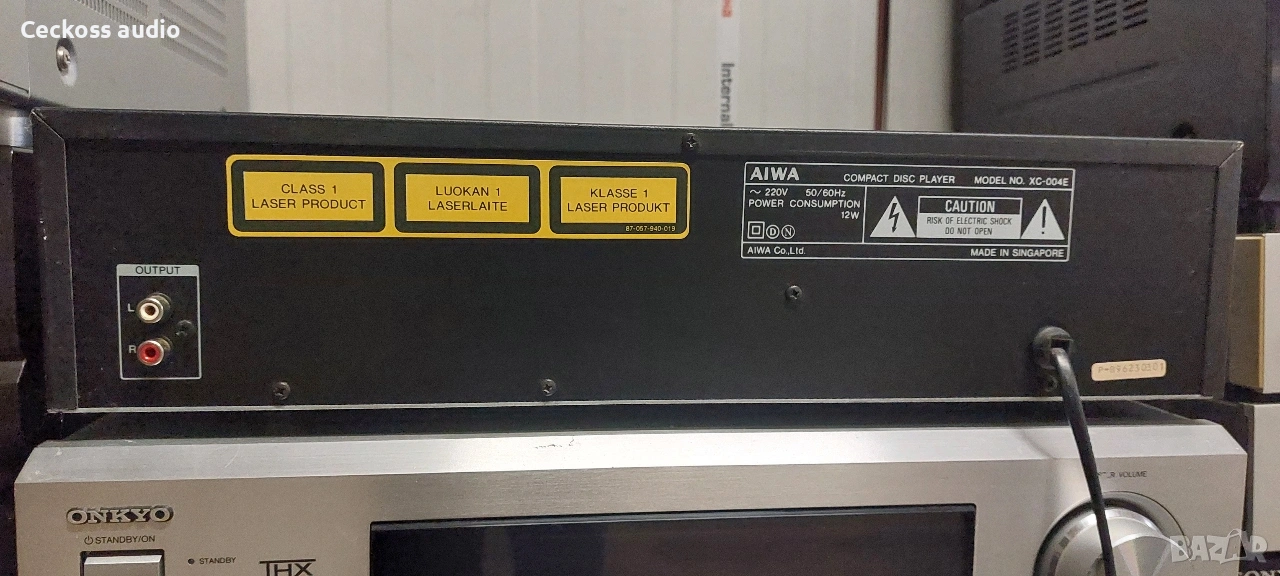 Ceckoss audio
Internal
CLASS 1
LASER PRODUCT
LUOKAN 1
LASERLAITE
KLASSE 1
LASER PRODUKT
87-057-940-019
AIWA COMPACT DISC PLAYER MODEL NO. XC-004E
~ 220V 50/60Hz
POWER CONSUMPTION
12W
D N
CAUTION
RISK OF ELECTRIC SHOCK
DO NOT OPEN
AIWA Co.,Ltd. MADE IN SINGAPORE
OUTPUT
L
R
ONKYO
STANDBY/ON
STANDBY
THX
VOLUME
BAZAR